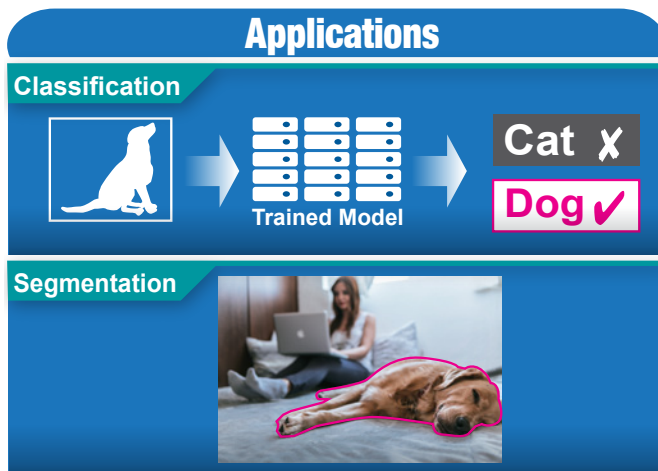 Applications
Classification
Trained Model
Cat ✘
Dog ✓
Segmentation